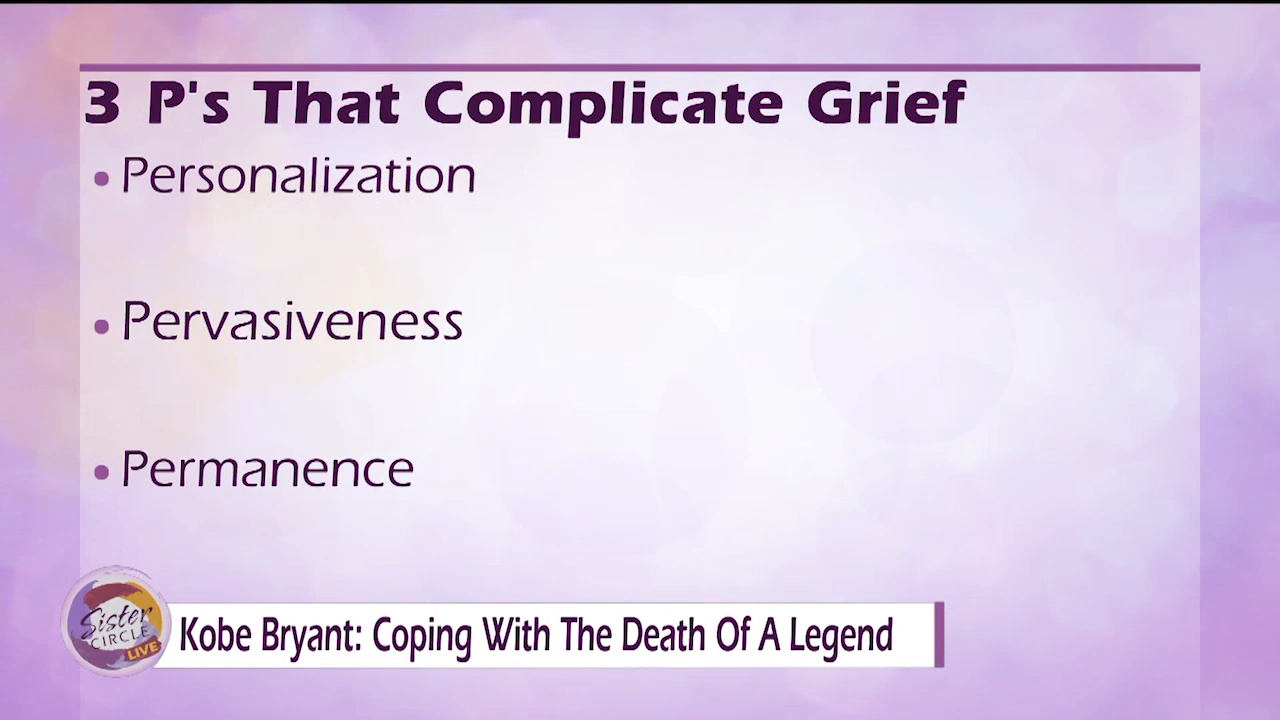 3 P's That Complicate Grief
• Personalization
• Pervasiveness
• Permanence
Sister
CIRCLE
LIVE
Kobe Bryant: Coping With The Death Of A Legend